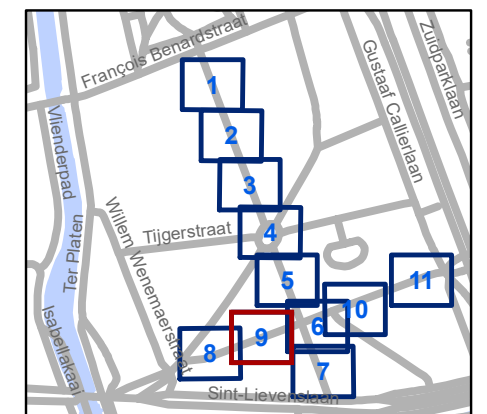 François Benardstraat
Zuidparklaan
Gustaaf Callierlaan
Vlienderpad
Ter Platen
Willem Wenemaerstraat
Tijgerstraat
Isabellakaai
Sint-Lievenslaan
1
2
3
4
5
11
10
6
9
8
7